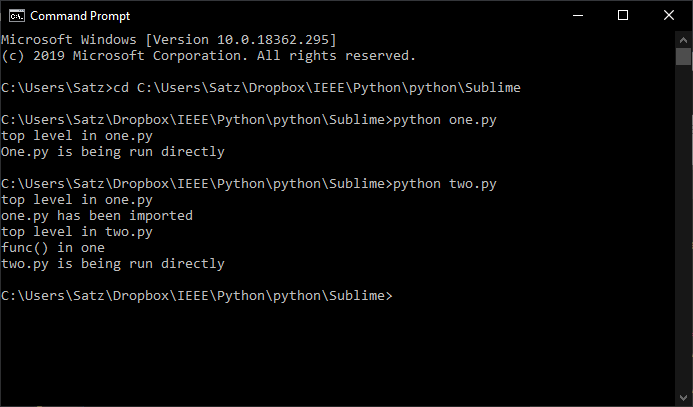 Command Prompt
Microsoft Windows [Version 10.0.18362.295]
(c) 2019 Microsoft Corporation. All rights reserved.
C:\Users\Satz>cd C:\Users\Satz\Dropbox\IEEE\Python\python\Sublime
C:\Users\Satz\Dropbox\IEEE\Python\python\Sublime>python one.py
top level in one.py
One.py is being run directly
C:\Users\Satz\Dropbox\IEEE\Python\python\Sublime>python two.py
top level in one.py
one.py has been imported
top level in two.py
func() in one
two.py is being run directly
C:\Users\Satz\Dropbox\IEEE\Python\python\Sublime>